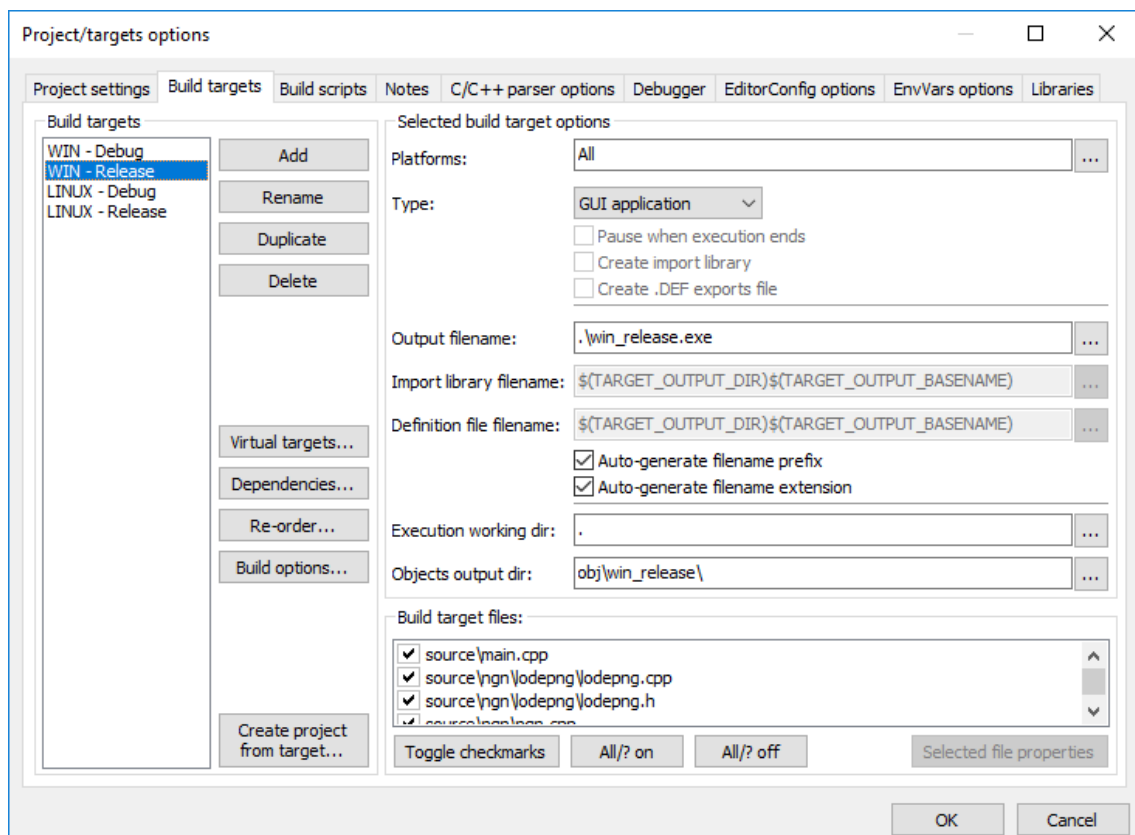 Project/targets options
Project settings Build targets Build scripts Notes C/C++ parser options Debugger EditorConfig options EnvVars options Libraries
Build targets
WIN - Debug
WIN - Release
LINUX - Debug
LINUX - Release
Add
Rename
Duplicate
Delete
Virtual targets...
Dependencies...
Re-order...
Build options...
Create project
from target...
Selected build target options
Platforms: All ...
Type: GUI application
Pause when execution ends
Create import library
Create .DEF exports file
Output filename: .\win_release.exe ...
Import library filename: $(TARGET_OUTPUT_DIR)$(TARGET_OUTPUT_BASENAME) ...
Definition file filename: $(TARGET_OUTPUT_DIR)$(TARGET_OUTPUT_BASENAME) ...
Auto-generate filename prefix
Auto-generate filename extension
Execution working dir: . ...
Objects output dir: obj\win_release\ ...
Build target files:
source\main.cpp
source\ngn\lodepng\lodepng.cpp
source\ngn\lodepng\lodepng.h
source\ngn\ngn.cpp
Toggle checkmarks All/? on All/? off Selected file properties
OK Cancel